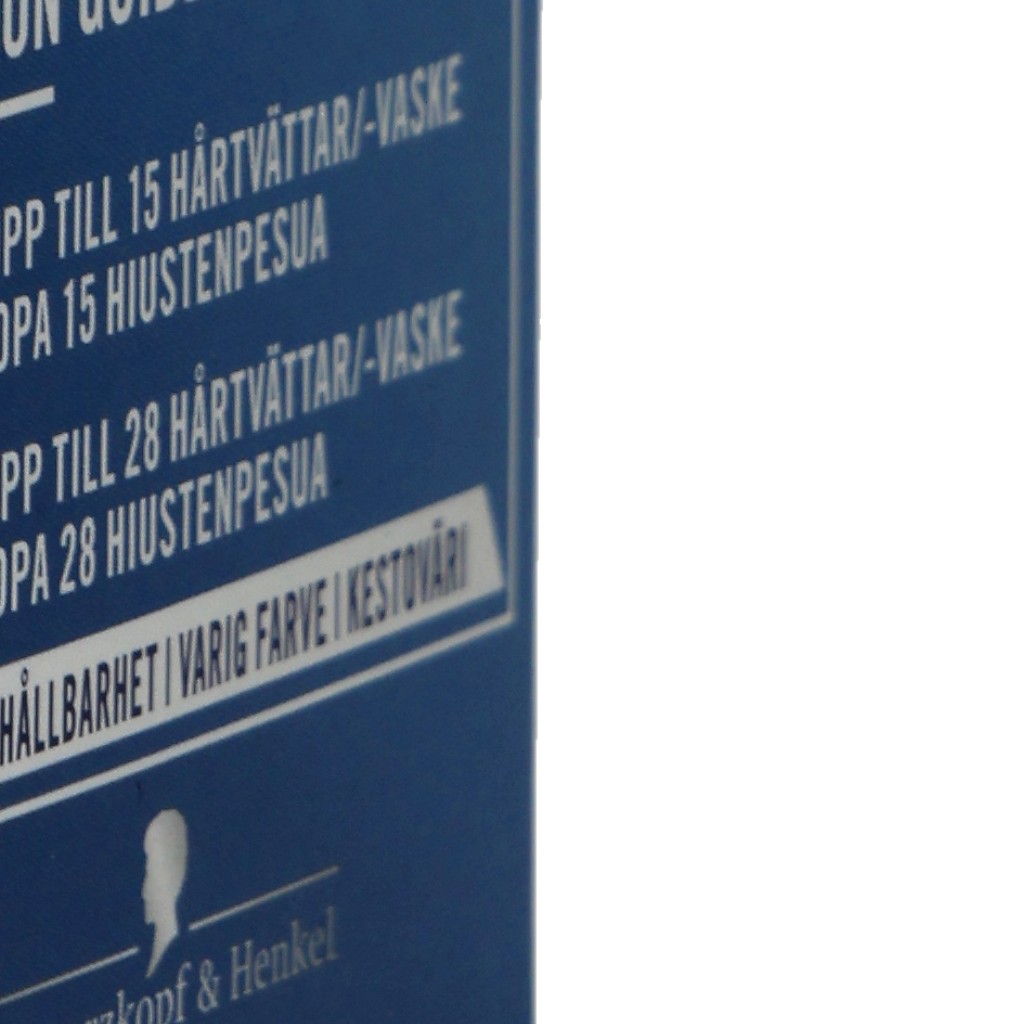 PP TILL 15 HÅRTVÄTTAR/-VASKE
OPA 15 HIUSTENPESUA
PP TILL 28 HÅRTVÄTTAR/-VASKE
OPA 28 HIUSTENPESUA
HÅLLBARHET | VARIG FARVE | KESTOVÄRI
rzkopf & Henkel